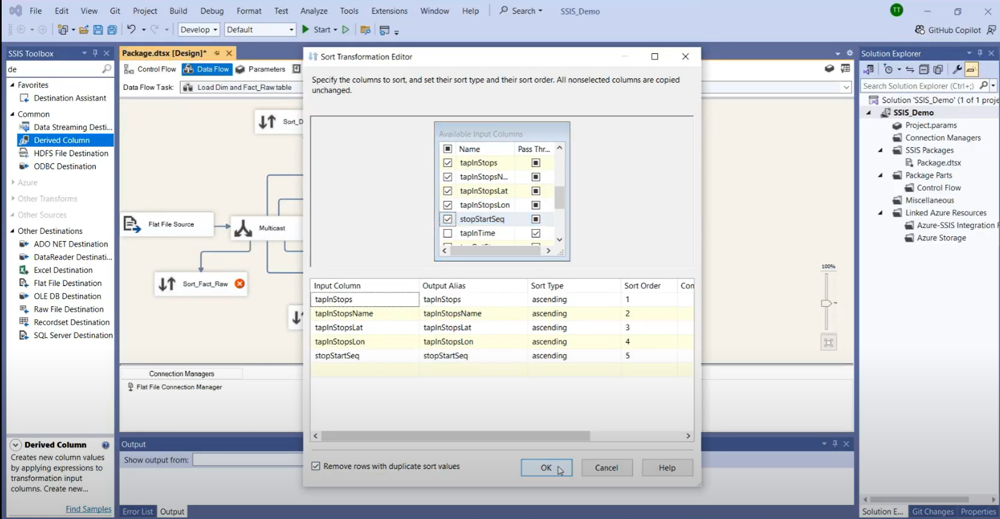 File Edit View Git Project Build Debug Format Test Analyze Tools Extensions Window Help Search SSIS_Demo TT
Develop Default Start GitHub Copilot
SSIS Toolbox
de
Favorites
Destination Assistant
Common
Data Streaming Desti...
Derived Column
HDFS File Destination
ODBC Destination
Azure
Other Transforms
Other Sources
Other Destinations
ADO NET Destination
DataReader Destinati...
Excel Destination
Flat File Destination
OLE DB Destination
Raw File Destination
Recordset Destination
SQL Server Destination
Derived Column
Creates new column values
by applying expressions to
transformation input
columns. Create new...
Find Samples
Package.dtsx [Design]*
Control Flow Data Flow Parameters
Data Flow Task: Load Dim and Fact_Raw table
Sort_D
Flat File Source
Multicast
Sort_Fact_Raw
100%
Connection Managers
Flat File Connection Manager
Output
Show output from:
Error List Output
Sort Transformation Editor
Specify the columns to sort, and set their sort type and their sort order. All nonselected columns are copied
unchanged.
Available Input Columns
Name Pass Thr...
tapInStops
tapInStopsN...
tapInStopsLat
tapInStopsLon
stopStartSeq
tapInTime
Input Column Output Alias Sort Type Sort Order Con
tapInStops tapInStops ascending 1
tapInStopsName tapInStopsName ascending 2
tapInStopsLat tapInStopsLat ascending 3
tapInStopsLon tapInStopsLon ascending 4
stopStartSeq stopStartSeq ascending 5
Remove rows with duplicate sort values
OK Cancel Help
Solution Explorer
Search Solution Explorer (Ctrl+;)
Solution 'SSIS_Demo' (1 of 1 proje
SSIS_Demo
Project.params
Connection Managers
SSIS Packages
Package.dtsx
Package Parts
Control Flow
Miscellaneous
Linked Azure Resources
Azure-SSIS Integration R
Azure Storage
Solution E... Git Changes Properties